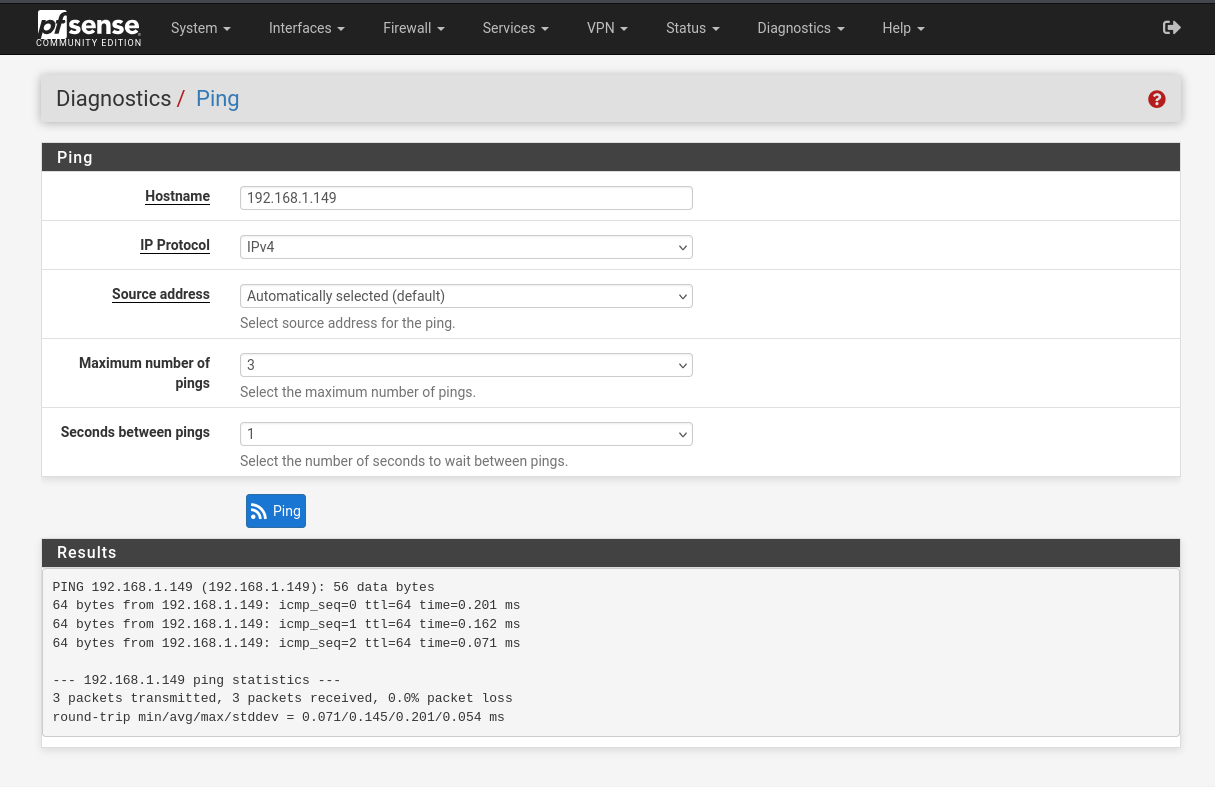 pfsense
COMMUNITY EDITION
System Interfaces Firewall Services VPN Status Diagnostics Help
Diagnostics / Ping
Ping
Hostname 192.168.1.149
IP Protocol IPv4
Source address Automatically selected (default)
Select source address for the ping.
Maximum number of pings 3
Select the maximum number of pings.
Seconds between pings 1
Select the number of seconds to wait between pings.
Ping
Results
PING 192.168.1.149 (192.168.1.149): 56 data bytes
64 bytes from 192.168.1.149: icmp_seq=0 ttl=64 time=0.201 ms
64 bytes from 192.168.1.149: icmp_seq=1 ttl=64 time=0.162 ms
64 bytes from 192.168.1.149: icmp_seq=2 ttl=64 time=0.071 ms
--- 192.168.1.149 ping statistics ---
3 packets transmitted, 3 packets received, 0.0% packet loss
round-trip min/avg/max/stddev = 0.071/0.145/0.201/0.054 ms